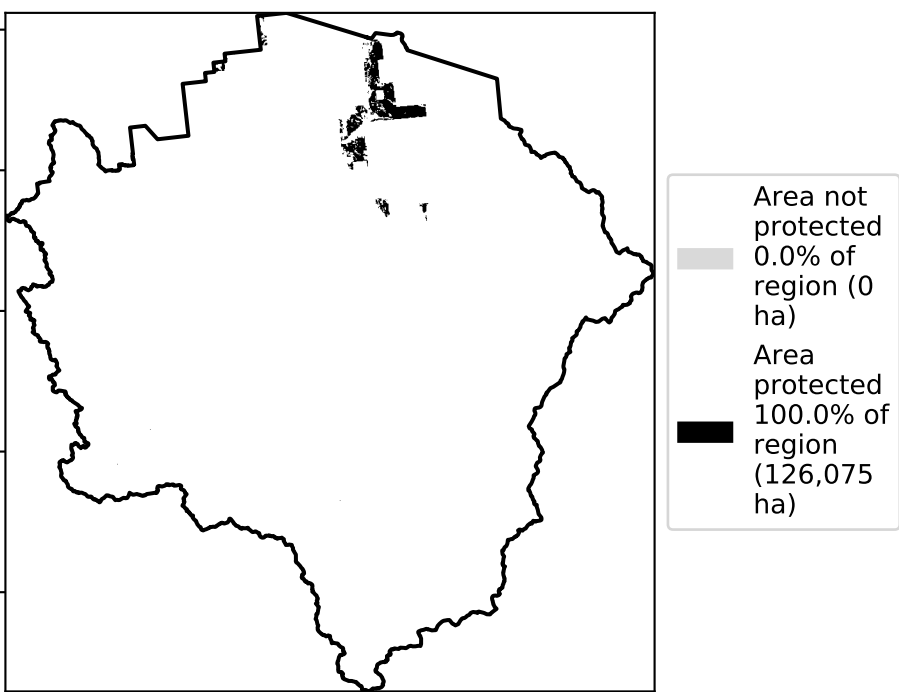 Area not
protected
0.0% of
region (0
ha)
Area
protected
100.0% of
region
(126,075
ha)